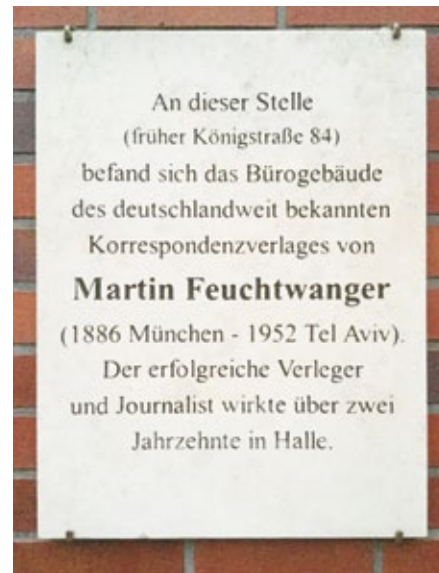 An dieser Stelle
(früher Königstraße 84)
befand sich das Bürogebäude
des deutschlandweit bekannten
Korrespondenzverlages von
Martin Feuchtwanger
(1886 München - 1952 Tel Aviv).
Der erfolgreiche Verleger
und Journalist wirkte über zwei
Jahrzehnte in Halle.